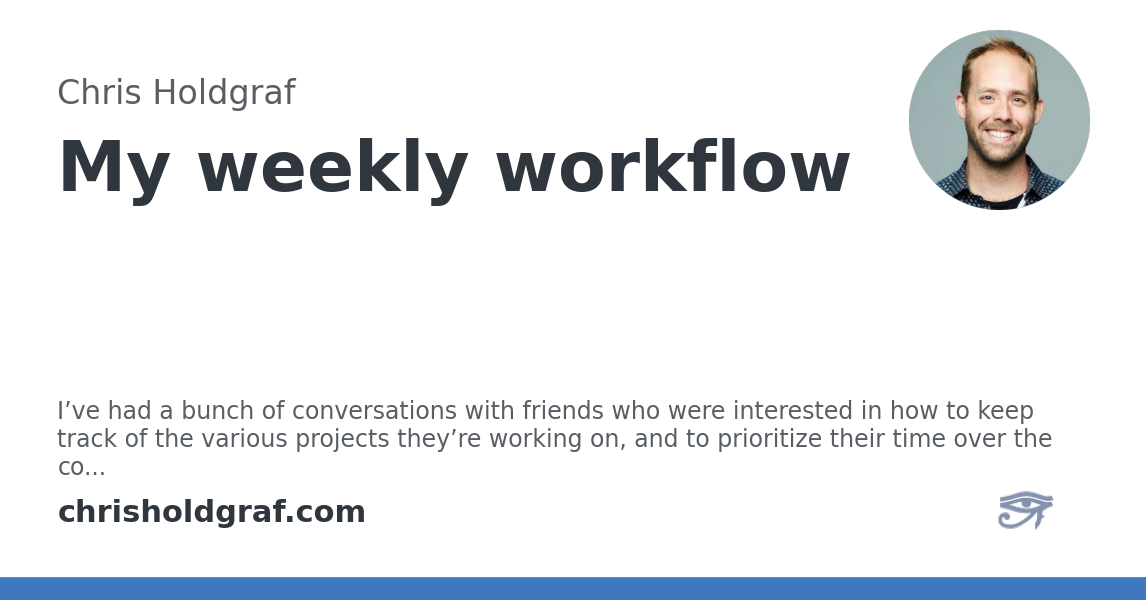 Chris Holdgraf
My weekly workflow
I’ve had a bunch of conversations with friends who were interested in how to keep
track of the various projects they’re working on, and to prioritize their time over the
co...
chrisholdgraf.com